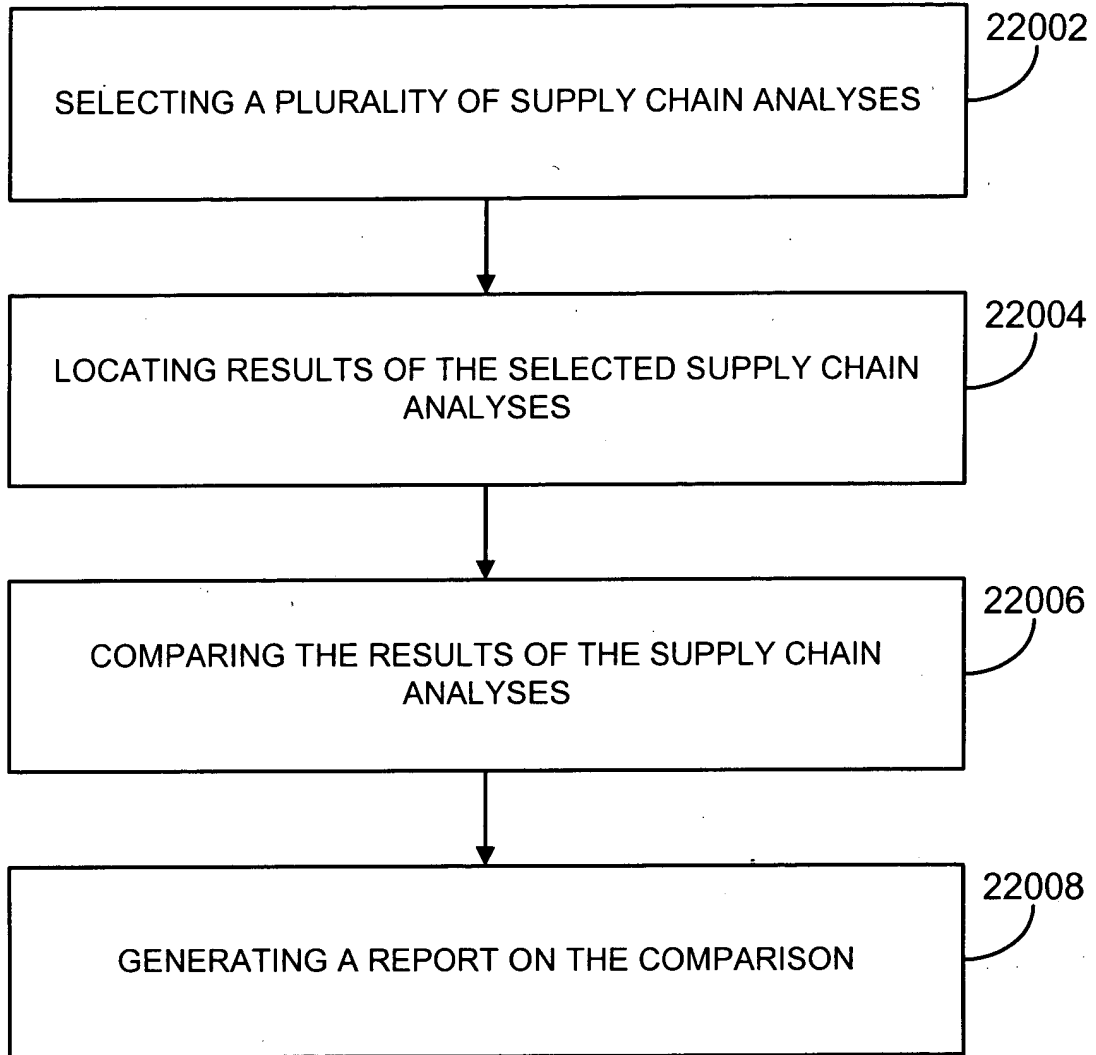 22002
SELECTING A PLURALITY OF SUPPLY CHAIN ANALYSES
22004
LOCATING RESULTS OF THE SELECTED SUPPLY CHAIN
ANALYSES
22006
COMPARING THE RESULTS OF THE SUPPLY CHAIN
ANALYSES
22008
GENERATING A REPORT ON THE COMPARISON